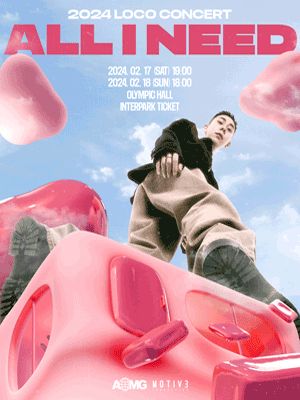 2024 LOCO CONCERT
ALL I NEED
2024. 02. 17 (SAT) 19:00
2024. 02. 18 (SUN) 18:00
OLYMPIC HALL
INTERPARK TICKET
AOMG MOTIVE